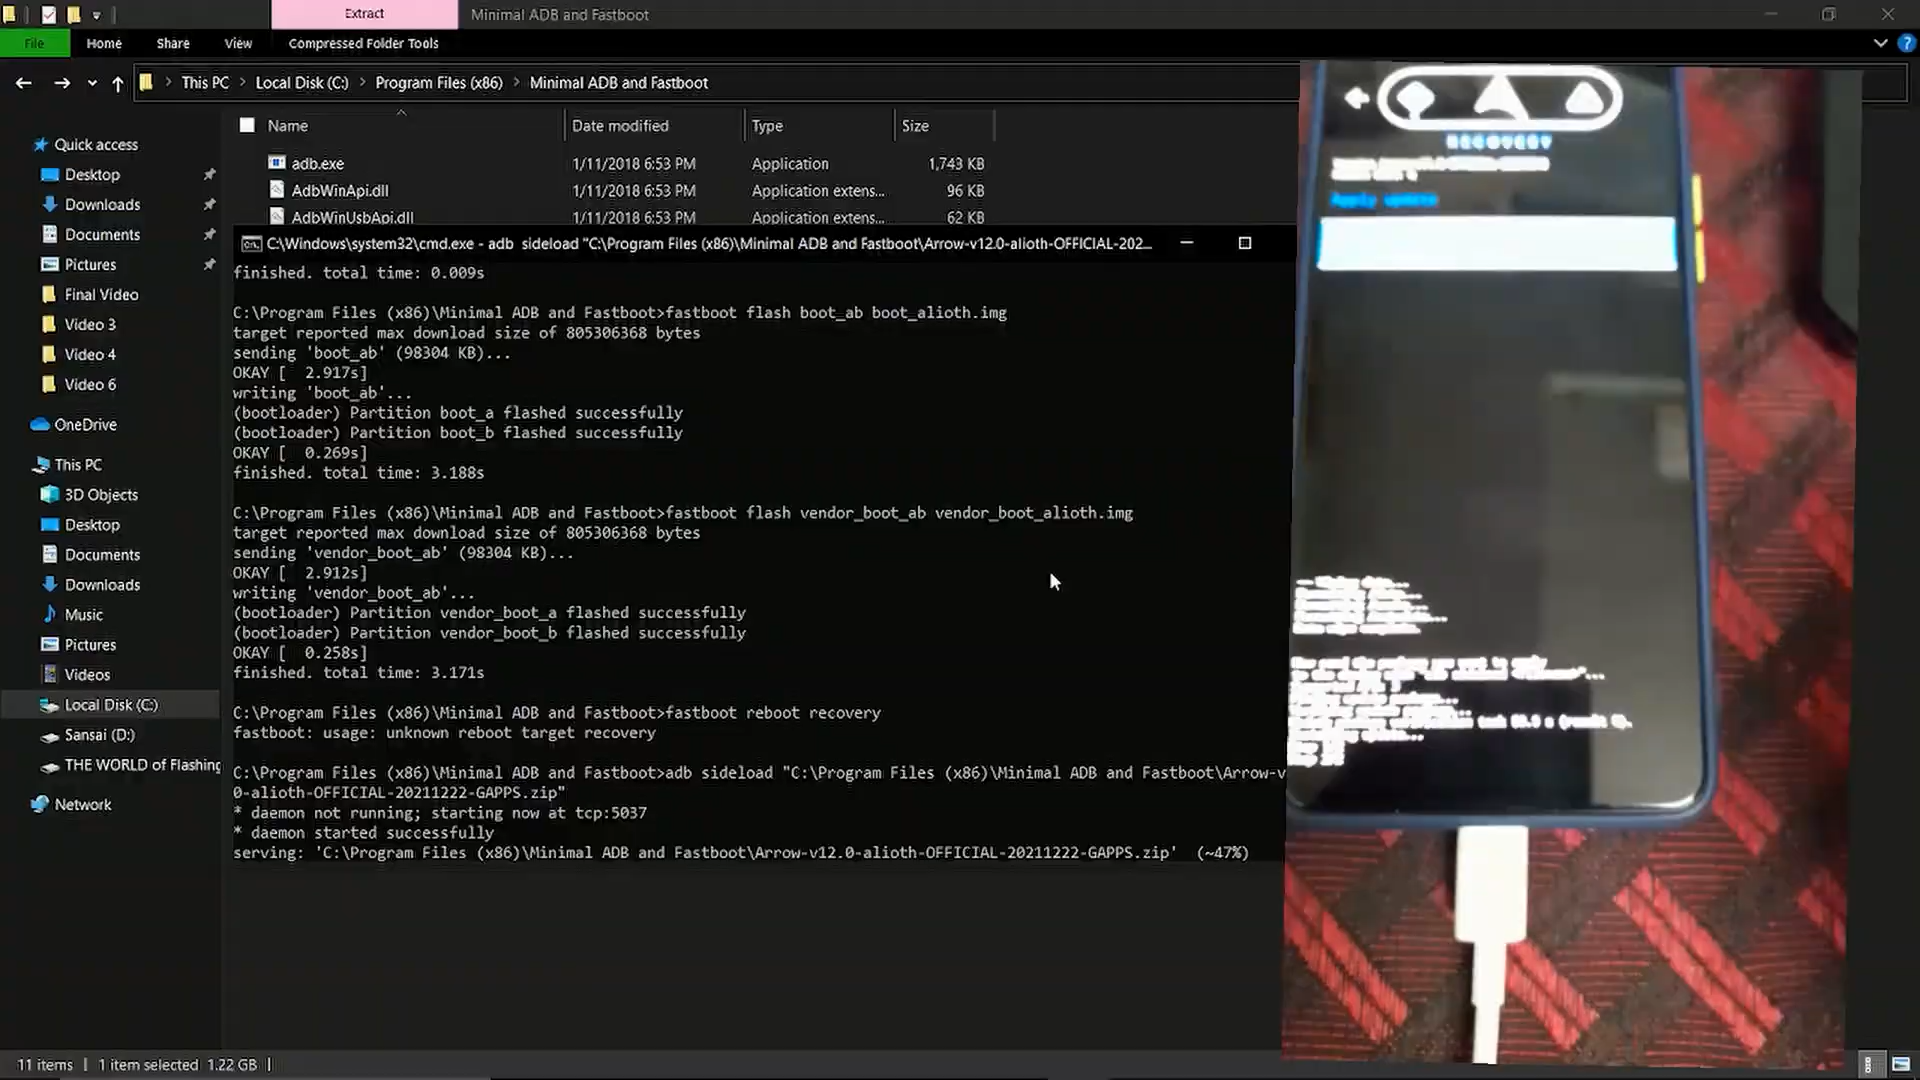 Extract
Minimal ADB and Fastboot
File
Home
Share
View
Compressed Folder Tools
This PC
Local Disk (C:)
Program Files (x86)
Minimal ADB and Fastboot
Quick access
Desktop
Downloads
Documents
Pictures
Final Video
Video 3
Video 4
Video 6
OneDrive
This PC
3D Objects
Desktop
Documents
Downloads
Music
Pictures
Videos
Local Disk (C:)
Sansai (D:)
THE WORLD of Flashing
Network
Name Date modified Type Size
adb.exe 1/11/2018 6:53 PM Application 1,743 KB
AdbWinApi.dll 1/11/2018 6:53 PM Application extens... 96 KB
AdbWinUsbApi.dll 1/11/2018 6:53 PM Application extens... 62 KB
C:\Windows\system32\cmd.exe - adb sideload "C:\Program Files (x86)\Minimal ADB and Fastboot\Arrow-v12.0-alioth-OFFICIAL-202...
finished. total time: 0.009s
C:\Program Files (x86)\Minimal ADB and Fastboot>fastboot flash boot_ab boot_alioth.img
target reported max download size of 805306368 bytes
sending 'boot_ab' (98304 KB)...
OKAY [ 2.917s]
writing 'boot_ab'...
(bootloader) Partition boot_a flashed successfully
(bootloader) Partition boot_b flashed successfully
OKAY [ 0.269s]
finished. total time: 3.188s
C:\Program Files (x86)\Minimal ADB and Fastboot>fastboot flash vendor_boot_ab vendor_boot_alioth.img
target reported max download size of 805306368 bytes
sending 'vendor_boot_ab' (98304 KB)...
OKAY [ 2.912s]
writing 'vendor_boot_ab'...
(bootloader) Partition vendor_boot_a flashed successfully
(bootloader) Partition vendor_boot_b flashed successfully
OKAY [ 0.258s]
finished. total time: 3.171s
C:\Program Files (x86)\Minimal ADB and Fastboot>fastboot reboot recovery
fastboot: usage: unknown reboot target recovery
C:\Program Files (x86)\Minimal ADB and Fastboot>adb sideload "C:\Program Files (x86)\Minimal ADB and Fastboot\Arrow-v
0-alioth-OFFICIAL-20211222-GAPPS.zip"
* daemon not running; starting now at tcp:5037
* daemon started successfully
serving: 'C:\Program Files (x86)\Minimal ADB and Fastboot\Arrow-v12.0-alioth-OFFICIAL-20211222-GAPPS.zip' (~47%)
11 items
1 item selected 1.22 GB
RECOVERY
Apply update